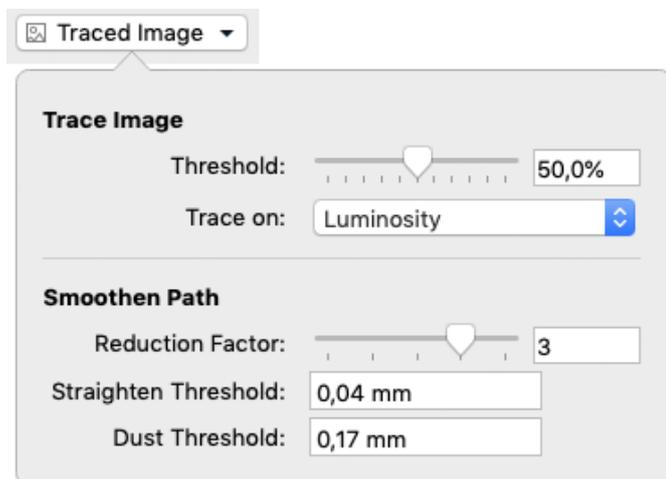 Traced Image
Trace Image
Threshold: 50,0%
Trace on: Luminosity
Smoothen Path
Reduction Factor: 3
Straighten Threshold: 0,04 mm
Dust Threshold: 0,17 mm